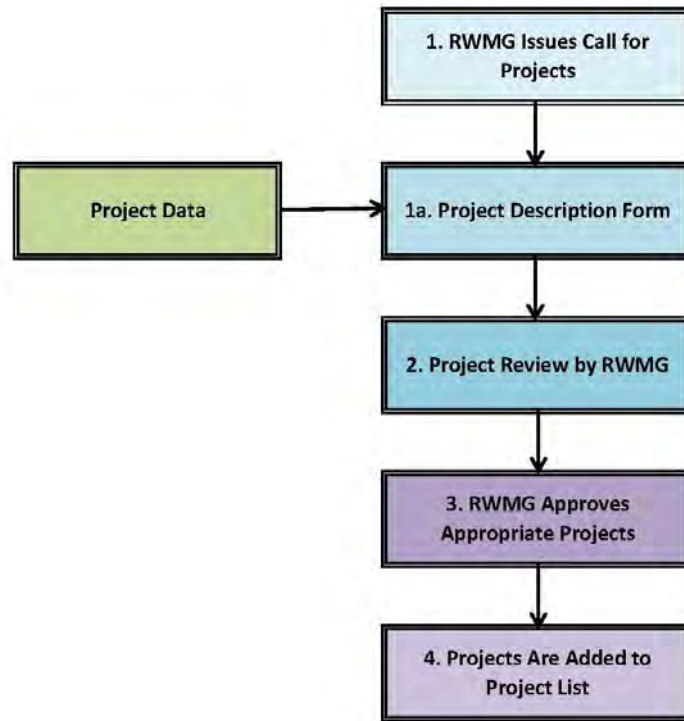 1. RWMG Issues Call for
Projects
Project Data
1a. Project Description Form
2. Project Review by RWMG
3. RWMG Approves
Appropriate Projects
4. Projects Are Added to
Project List